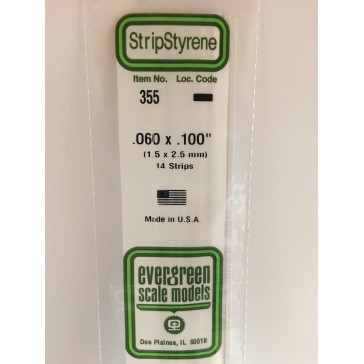 StripStyrene
Item No. Loc. Code
355
.060 x .100"
(1.5 x 2.5 mm)
14 Strips
Made in U.S.A
evergreen
scale models
Des Plaines, IL 60018